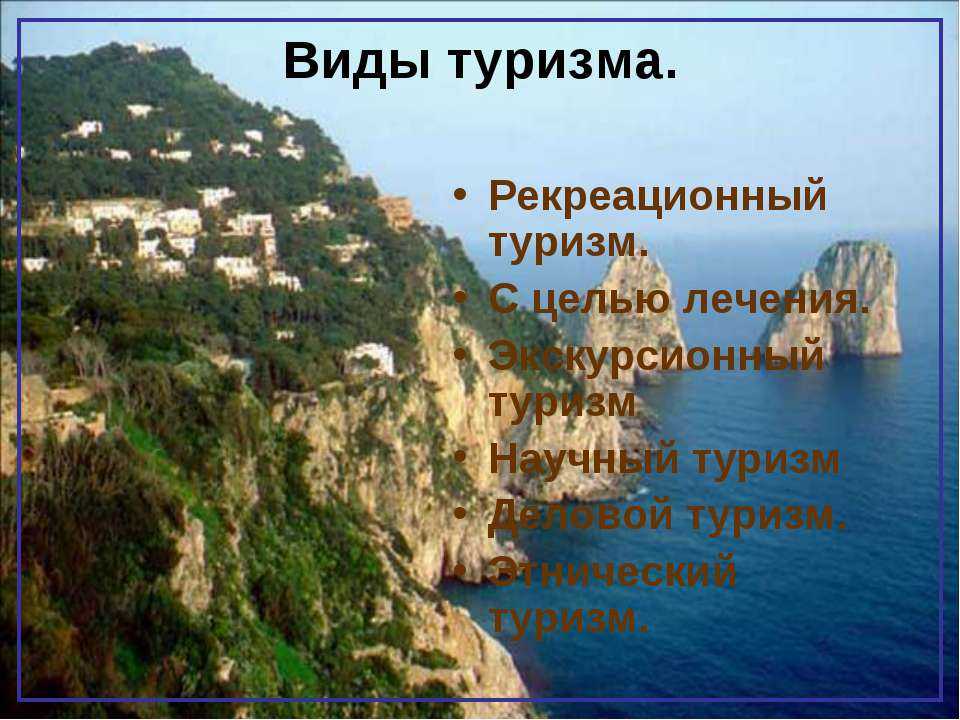 Виды туризма.
• Рекреационный
туризм.
• С целью лечения.
• Экскурсионный
туризм
• Научный туризм
• Деловой туризм.
• Этнический
туризм.